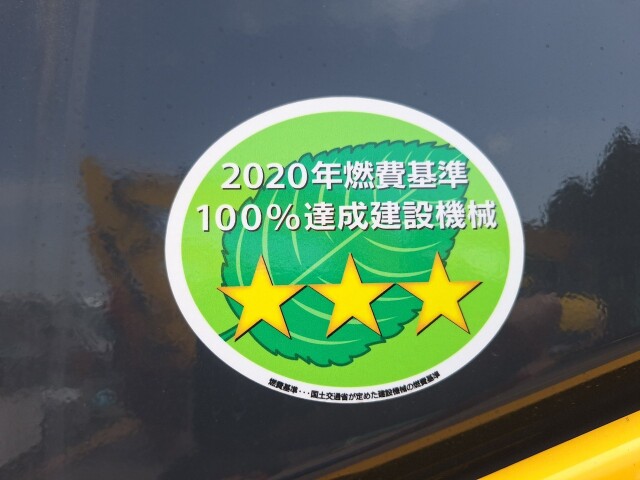 2020年燃費基準
100%達成建設機械
燃費基準・・・国土交通省が定めた建設機械の燃費基準